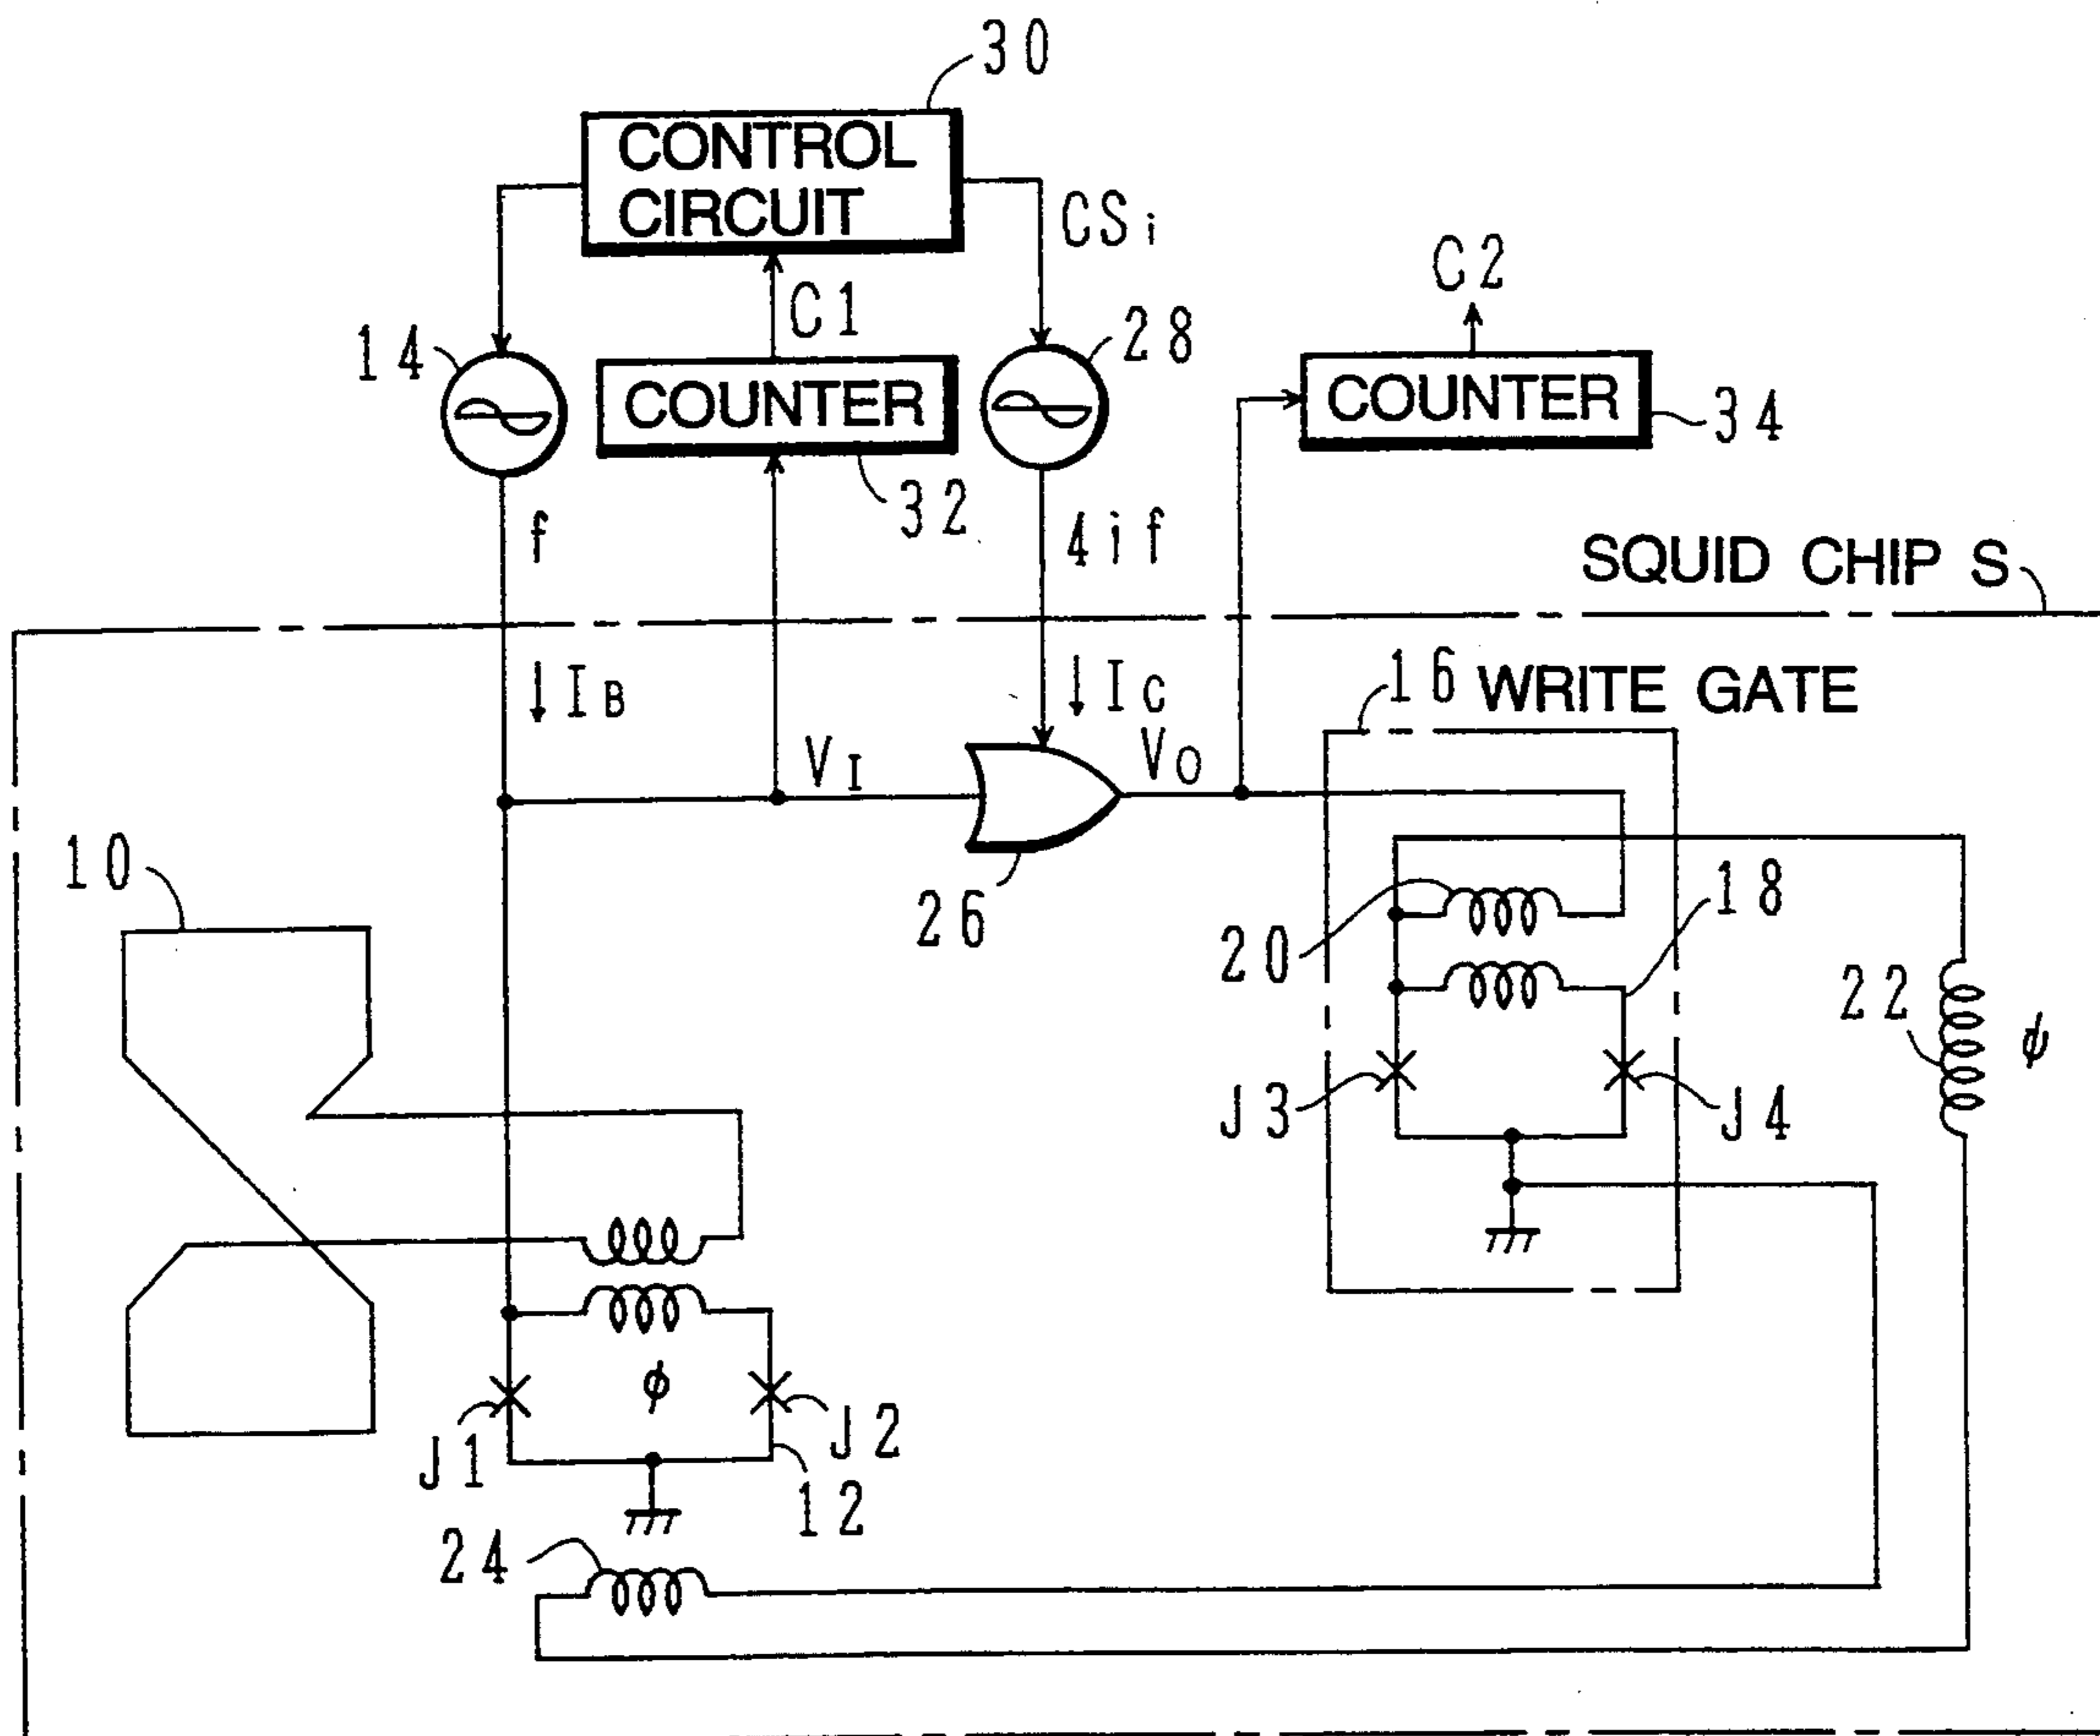 30
CONTROL
CIRCUIT
CSi
C1
C2
14
28
COUNTER
COUNTER
34
32
f
4if
SQUID CHIP S
IB
IC
16 WRITE GATE
VI
VO
10
26
20
18
22
φ
J3
J4
φ
J1
J2
12
24